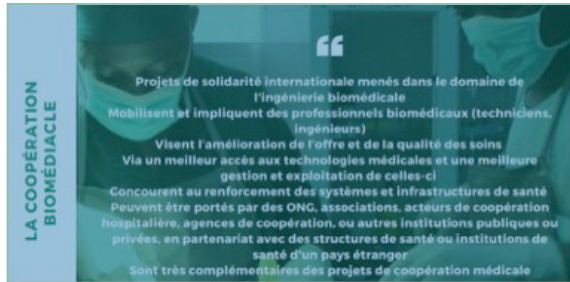 LA COOPÉRATION
BIOMÉDIACLE
“
Projets de solidarité internationale menés dans le domaine de
l'ingénierie biomédicale
Mobilisent et impliquent des professionnels biomédicaux (techniciens,
ingénieurs)
Visent l'amélioration de l'offre et de la qualité des soins
Via un meilleur accès aux technologies médicales et une meilleure
gestion et exploitation de celles-ci
Concourent au renforcement des systèmes et infrastructures de santé
Peuvent être portés par des ONG, associations, acteurs de coopération
hospitalière, agences de coopération, ou autres institutions publiques ou
privées, en partenariat avec des structures de santé ou institutions de
santé d'un pays étranger
Sont très complémentaires des projets de coopération médicale